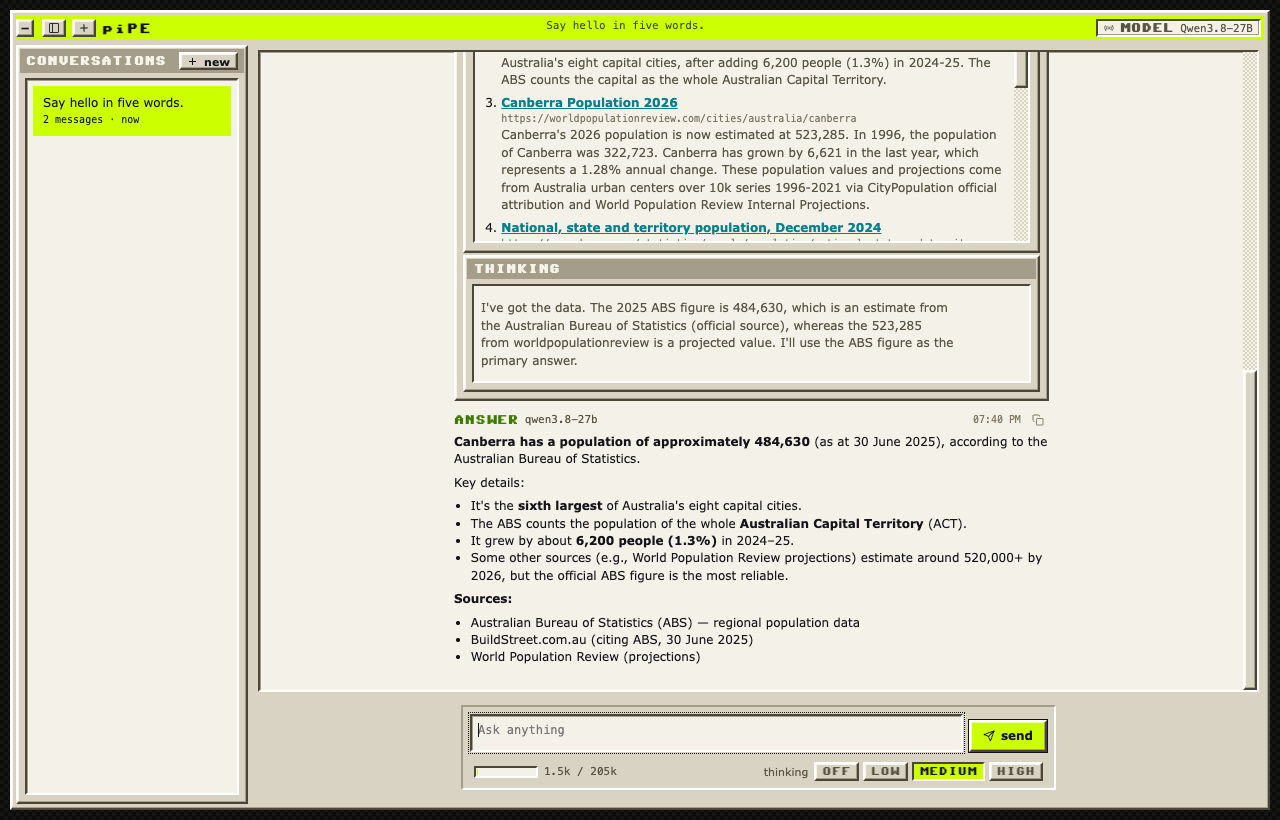 piPE
Say hello in five words.
MODEL Qwen3.8-27B
CONVERSATIONS
+ new
Say hello in five words.
2 messages · now
Australia's eight capital cities, after adding 6,200 people (1.3%) in 2024-25. The
ABS counts the capital as the whole Australian Capital Territory.
3. Canberra Population 2026
https://worldpopulationreview.com/cities/australia/canberra
Canberra's 2026 population is now estimated at 523,285. In 1996, the population
of Canberra was 322,723. Canberra has grown by 6,621 in the last year, which
represents a 1.28% annual change. These population values and projections come
from Australia urban centers over 10k series 1996-2021 via CityPopulation official
attribution and World Population Review Internal Projections.
4. National, state and territory population, December 2024
THINKING
I've got the data. The 2025 ABS figure is 484,630, which is an estimate from
the Australian Bureau of Statistics (official source), whereas the 523,285
from worldpopulationreview is a projected value. I'll use the ABS figure as the
primary answer.
ANSWER qwen3.8-27b
07:40 PM
Canberra has a population of approximately 484,630 (as at 30 June 2025), according to the
Australian Bureau of Statistics.
Key details:
• It's the sixth largest of Australia's eight capital cities.
• The ABS counts the population of the whole Australian Capital Territory (ACT).
• It grew by about 6,200 people (1.3%) in 2024–25.
• Some other sources (e.g., World Population Review projections) estimate around 520,000+ by
2026, but the official ABS figure is the most reliable.
Sources:
• Australian Bureau of Statistics (ABS) — regional population data
• BuildStreet.com.au (citing ABS, 30 June 2025)
• World Population Review (projections)
Ask anything
send
1.5k / 205k
thinking OFF LOW MEDIUM HIGH